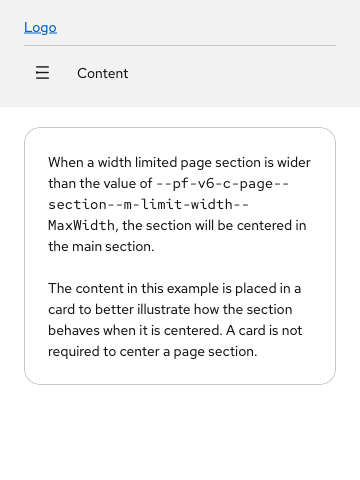 Logo
Content
When a width limited page section is wider
than the value of --pf-v6-c-page--
section--m-limit-width--
MaxWidth, the section will be centered in
the main section.
The content in this example is placed in a
card to better illustrate how the section
behaves when it is centered. A card is not
required to center a page section.